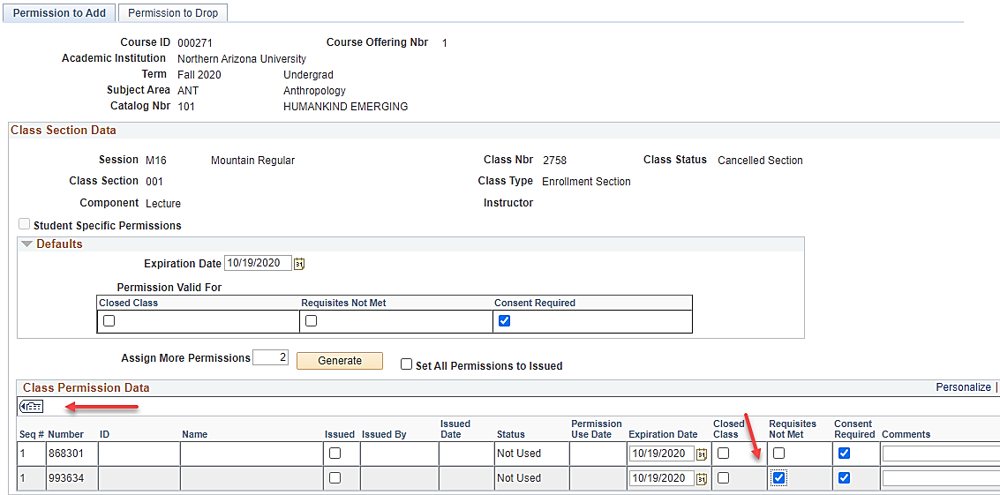 Permission to Add Permission to Drop
Course ID 000271 Course Offering Nbr 1
Academic Institution Northern Arizona University
Term Fall 2020 Undergrad
Subject Area ANT Anthropology
Catalog Nbr 101 HUMANKIND EMERGING
Class Section Data
Session M16 Mountain Regular Class Nbr 2758 Class Status Cancelled Section
Class Section 001 Class Type Enrollment Section
Component Lecture Instructor
Student Specific Permissions
Defaults
Expiration Date 10/19/2020 31
Permission Valid For
Closed Class Requisites Not Met Consent Required
Assign More Permissions 2 Generate Set All Permissions to Issued
Class Permission Data Personalize |
Seq # Number ID Name Issued Issued By Issued Date Status Permission Use Date Expiration Date Closed Class Requisites Not Met Consent Required Comments
1 868301 Not Used 10/19/2020 31
1 993634 Not Used 10/19/2020 31